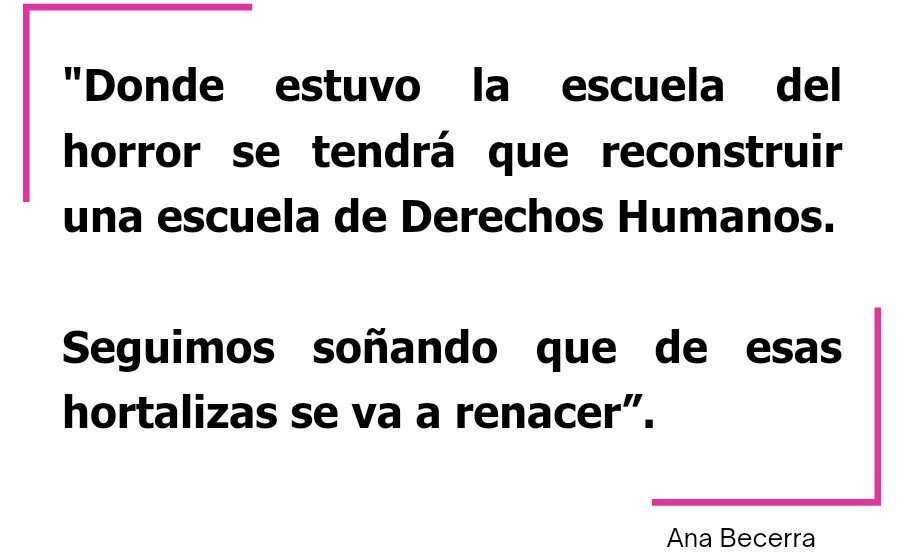 "Donde estuvo la escuela del
horror se tendrá que reconstruir
una escuela de Derechos Humanos.
Seguimos soñando que de esas
hortalizas se va a renacer”.
Ana Becerra